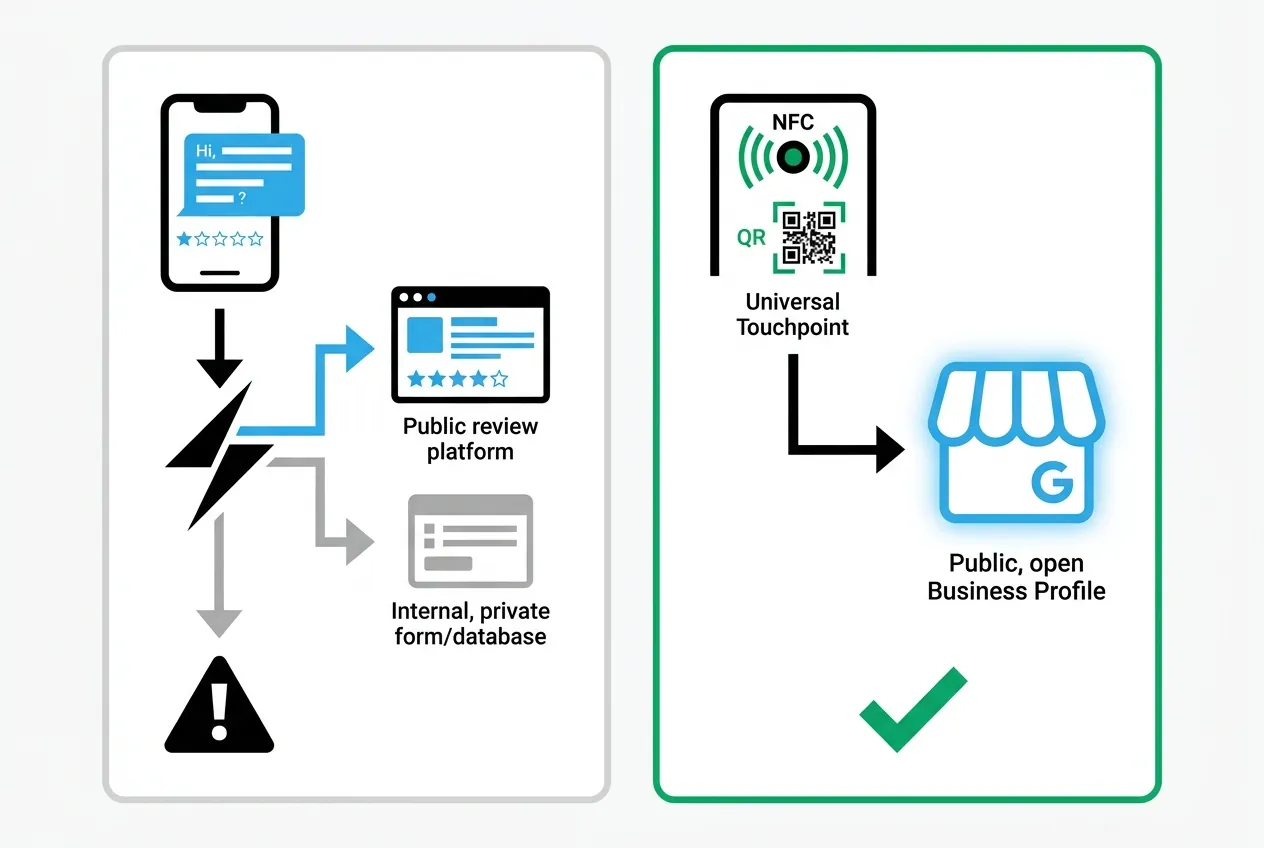 Hi,
?
Public review
platform
Internal, private
form/database
NFC
QR
Universal
Touchpoint
G
Public, open
Business Profile